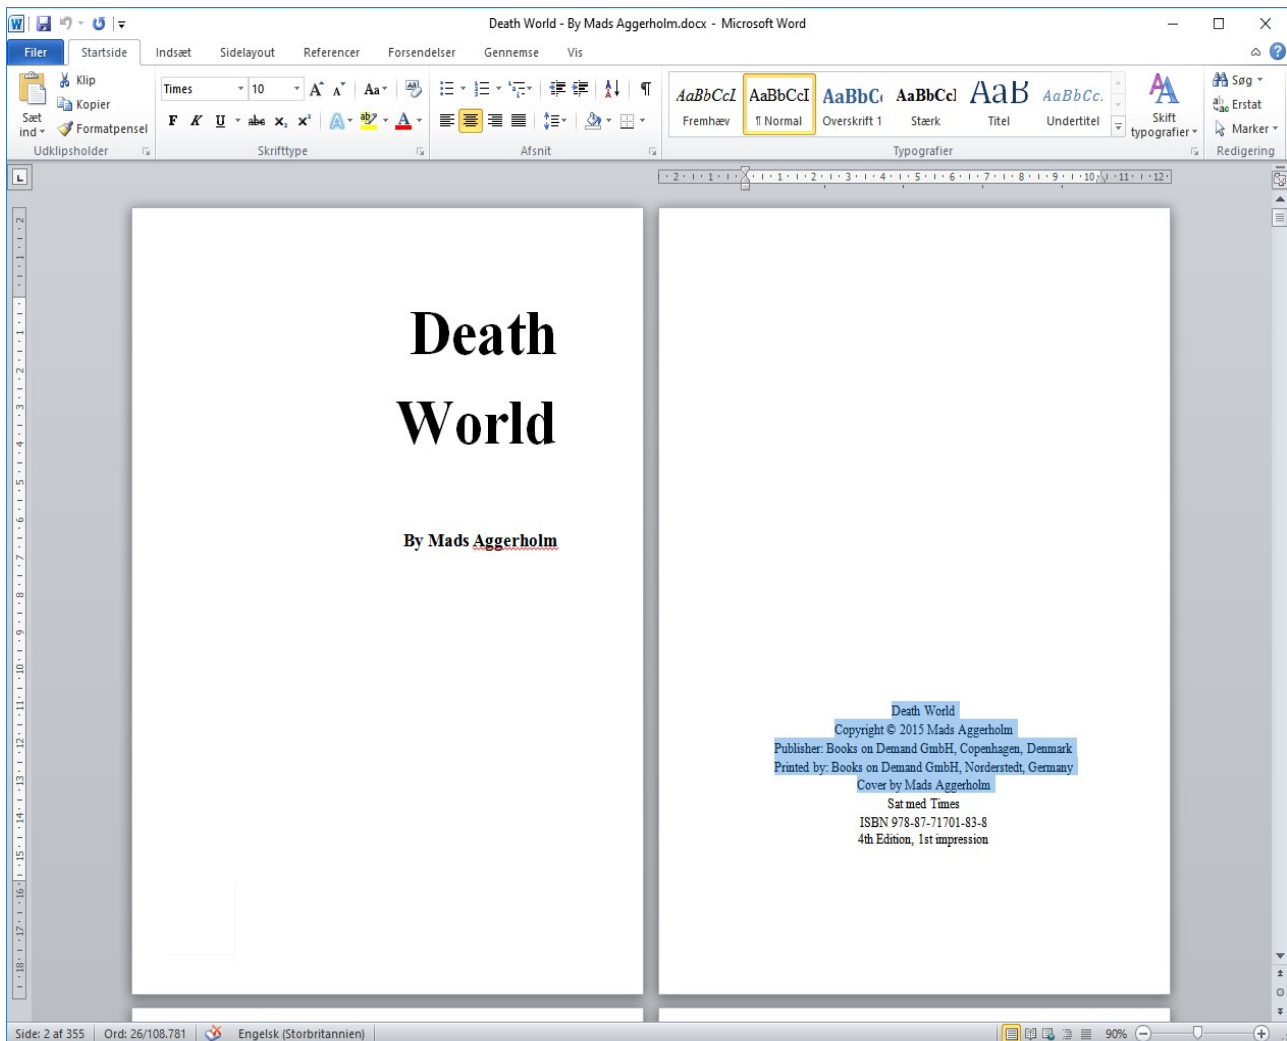 Death World - By Mads Aggerholm.docx - Microsoft Word
Filer Startside Indsæt Sidelayout Referencer Forsendelser Gennemse Vis
Sæt ind
Klip
Kopier
Formatpensel
Udklipsholder
Times 10
F K U abc x₂ x²
Skrifttype
Afsnit
AaBbCcI AaBbCcI AaBbC AaBbCcI AaB AaBbCc.
Fremhæv ¶ Normal Overskrift 1 Stærk Titel Undertitel
Skift typografier
Typografier
Søg
Erstat
Marker
Redigering
Death
World
By Mads Aggerholm
Death World
Copyright © 2015 Mads Aggerholm
Publisher: Books on Demand GmbH, Copenhagen, Denmark
Printed by: Books on Demand GmbH, Norderstedt, Germany
Cover by Mads Aggerholm
Sat med Times
ISBN 978-87-71701-83-8
4th Edition, 1st impression
Side: 2 af 355 Ord: 26/108.781 Engelsk (Storbritannien) 90%